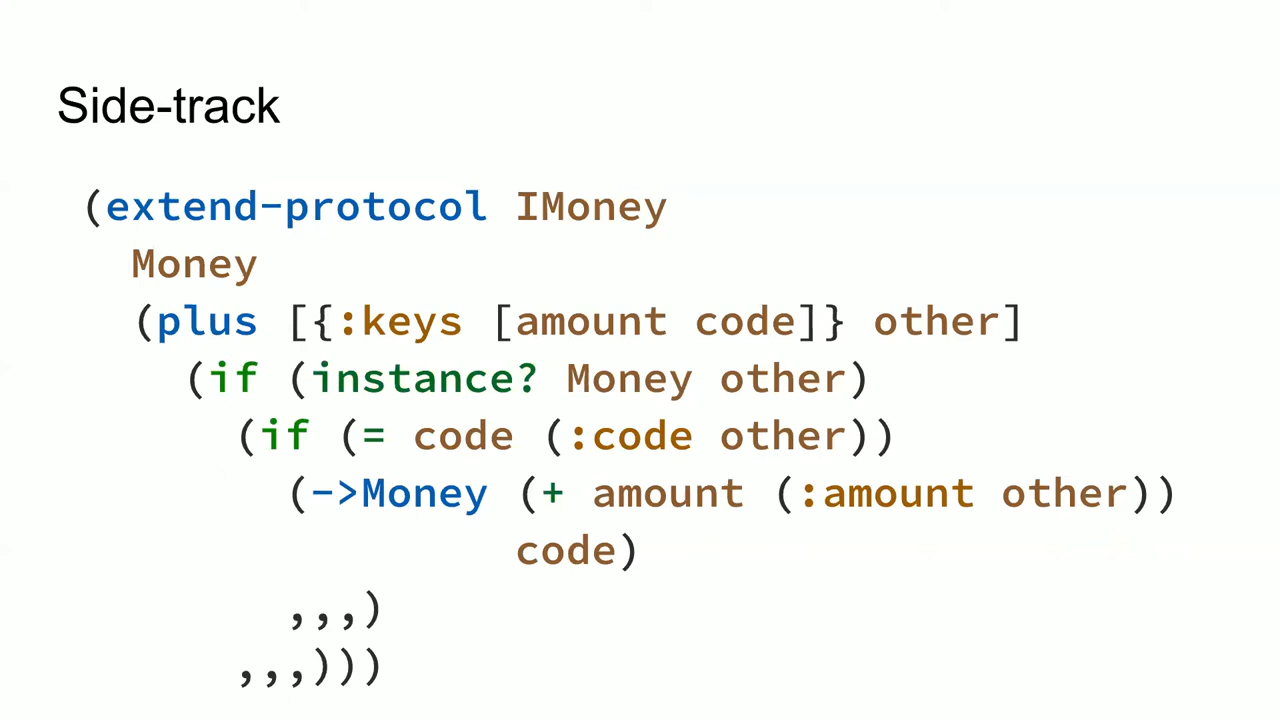 Side-track
(extend-protocol IMoney
Money
(plus [{:keys [amount code]} other]
(if (instance? Money other)
(if (= code (:code other))
(->Money (+ amount (:amount other))
code)
,,,)
,,,)))